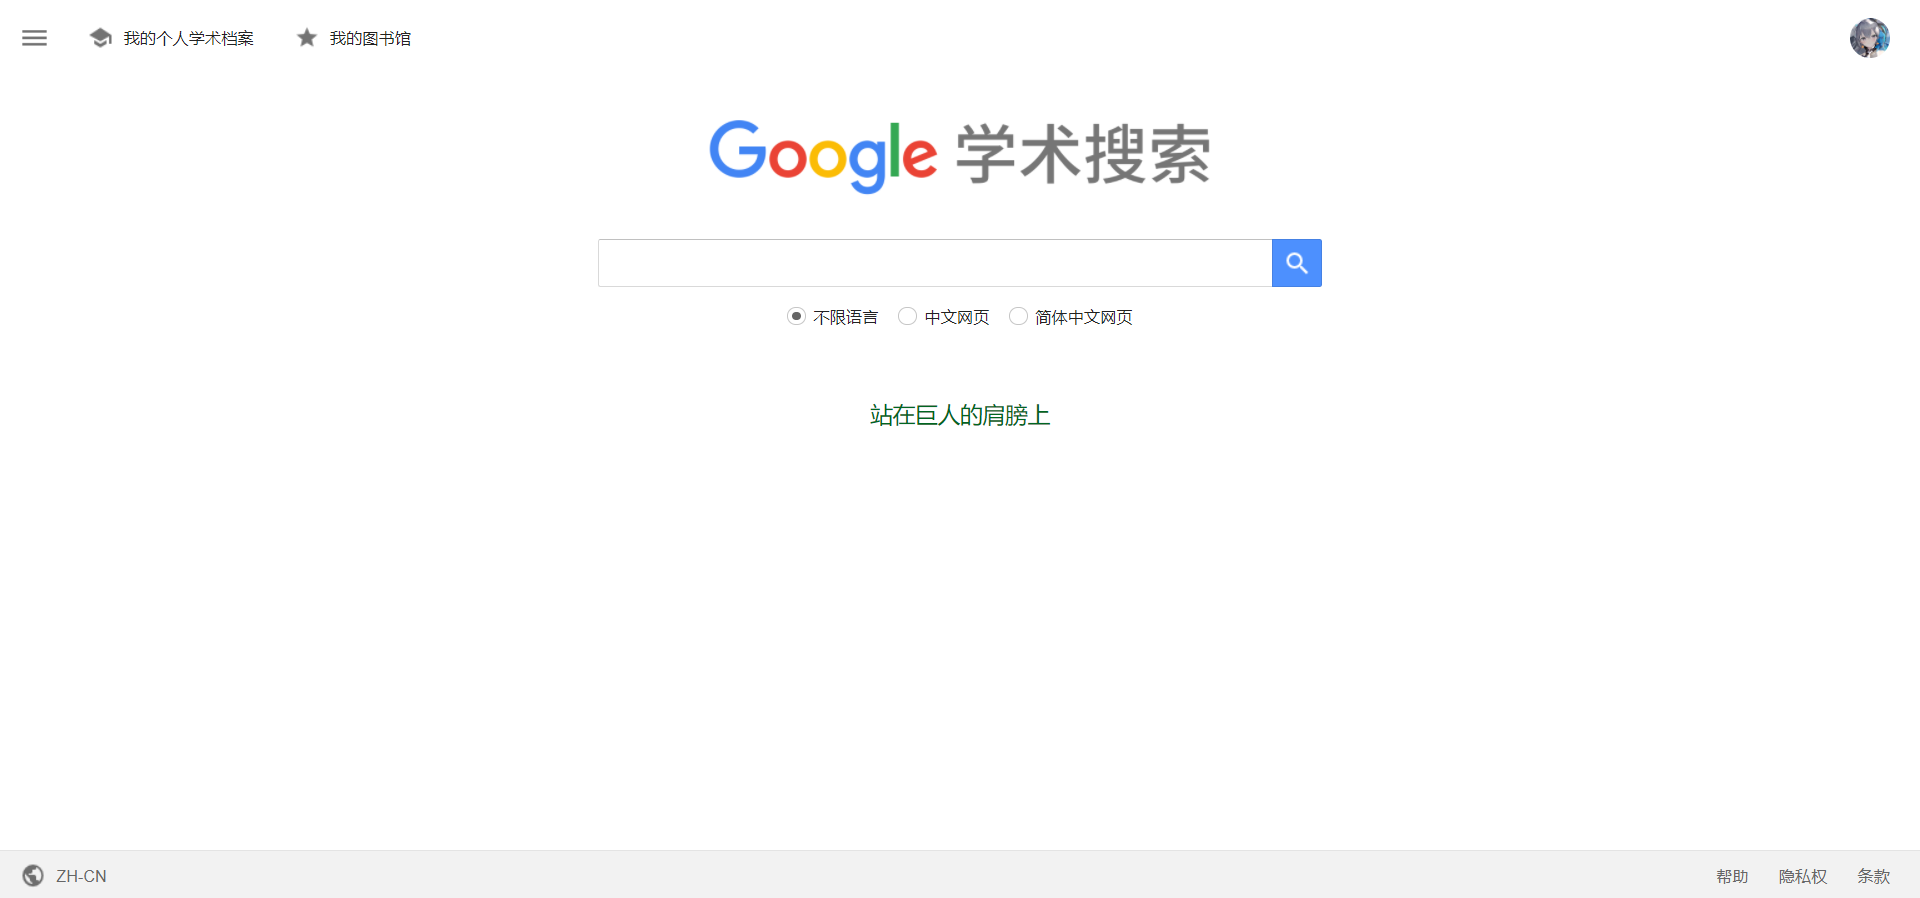 我的个人学术档案 我的图书馆
Google 学术搜索
不限语言 中文网页 简体中文网页
站在巨人的肩膀上
ZH-CN 帮助 隐私权 条款